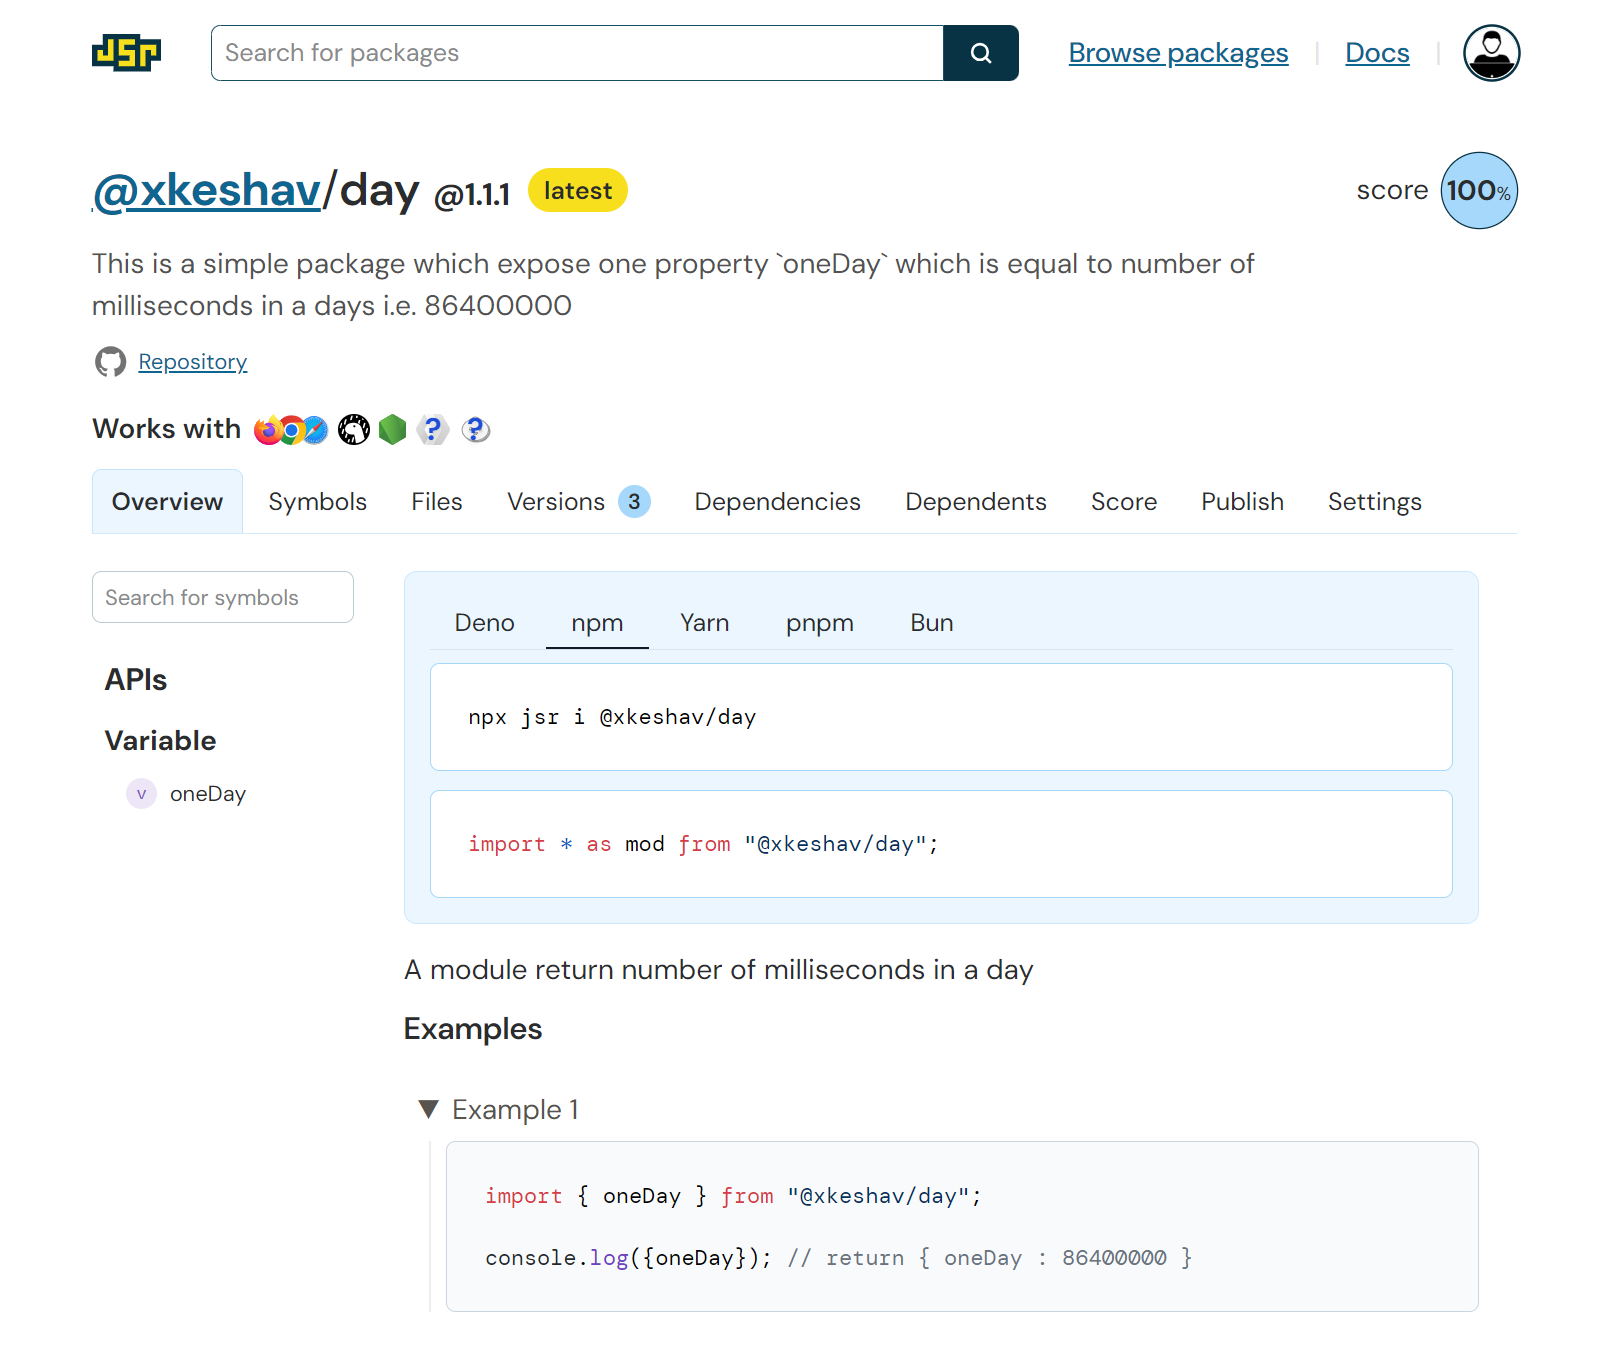 JSR
Search for packages
Browse packages
Docs
@xkeshav/day @1.1.1 latest
score 100%
This is a simple package which expose one property `oneDay` which is equal to number of
milliseconds in a days i.e. 86400000
Repository
Works with
Overview Symbols Files Versions 3 Dependencies Dependents Score Publish Settings
Search for symbols
APIs
Variable
v oneDay
Deno npm Yarn pnpm Bun
npx jsr i @xkeshav/day
import * as mod from "@xkeshav/day";
A module return number of milliseconds in a day
Examples
▼ Example 1
import { oneDay } from "@xkeshav/day";
console.log({oneDay}); // return { oneDay : 86400000 }